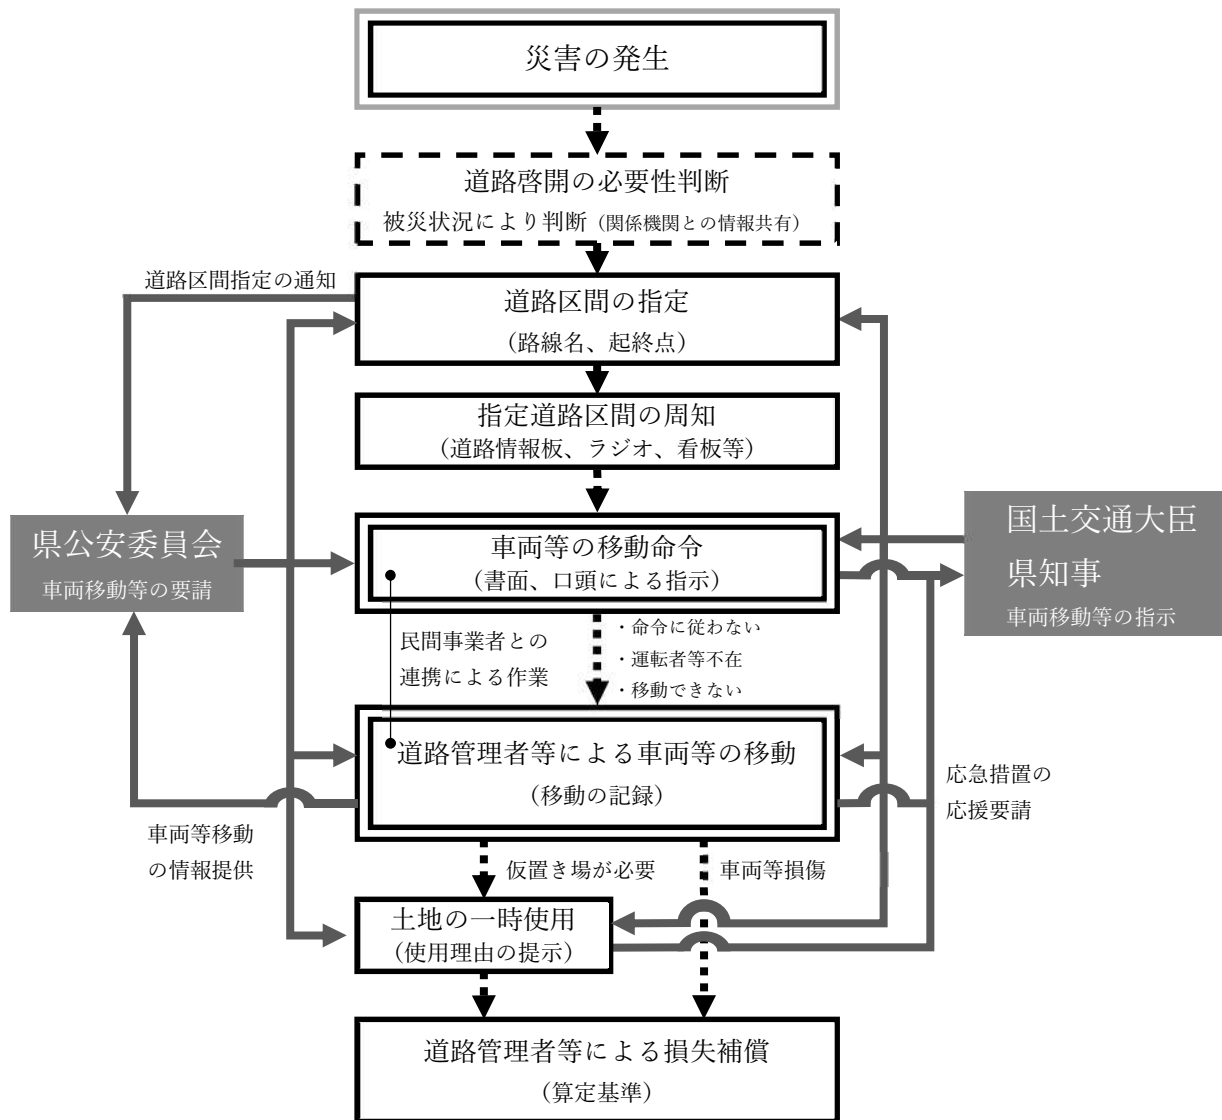 災害の発生
道路啓開の必要性判断
被災状況により判断（関係機関との情報共有）
道路区間指定の通知
道路区間の指定
（路線名、起終点）
指定道路区間の周知
（道路情報板、ラジオ、看板等）
県公安委員会
車両移動等の要請
車両等の移動命令
（書面、口頭による指示）
国土交通大臣
県知事
車両移動等の指示
民間事業者との
連携による作業
・命令に従わない
・運転者等不在
・移動できない
道路管理者等による車両等の移動
（移動の記録）
応急措置の
応援要請
車両等移動
の情報提供
仮置き場が必要
車両等損傷
土地の一時使用
（使用理由の提示）
道路管理者等による損失補償
（算定基準）